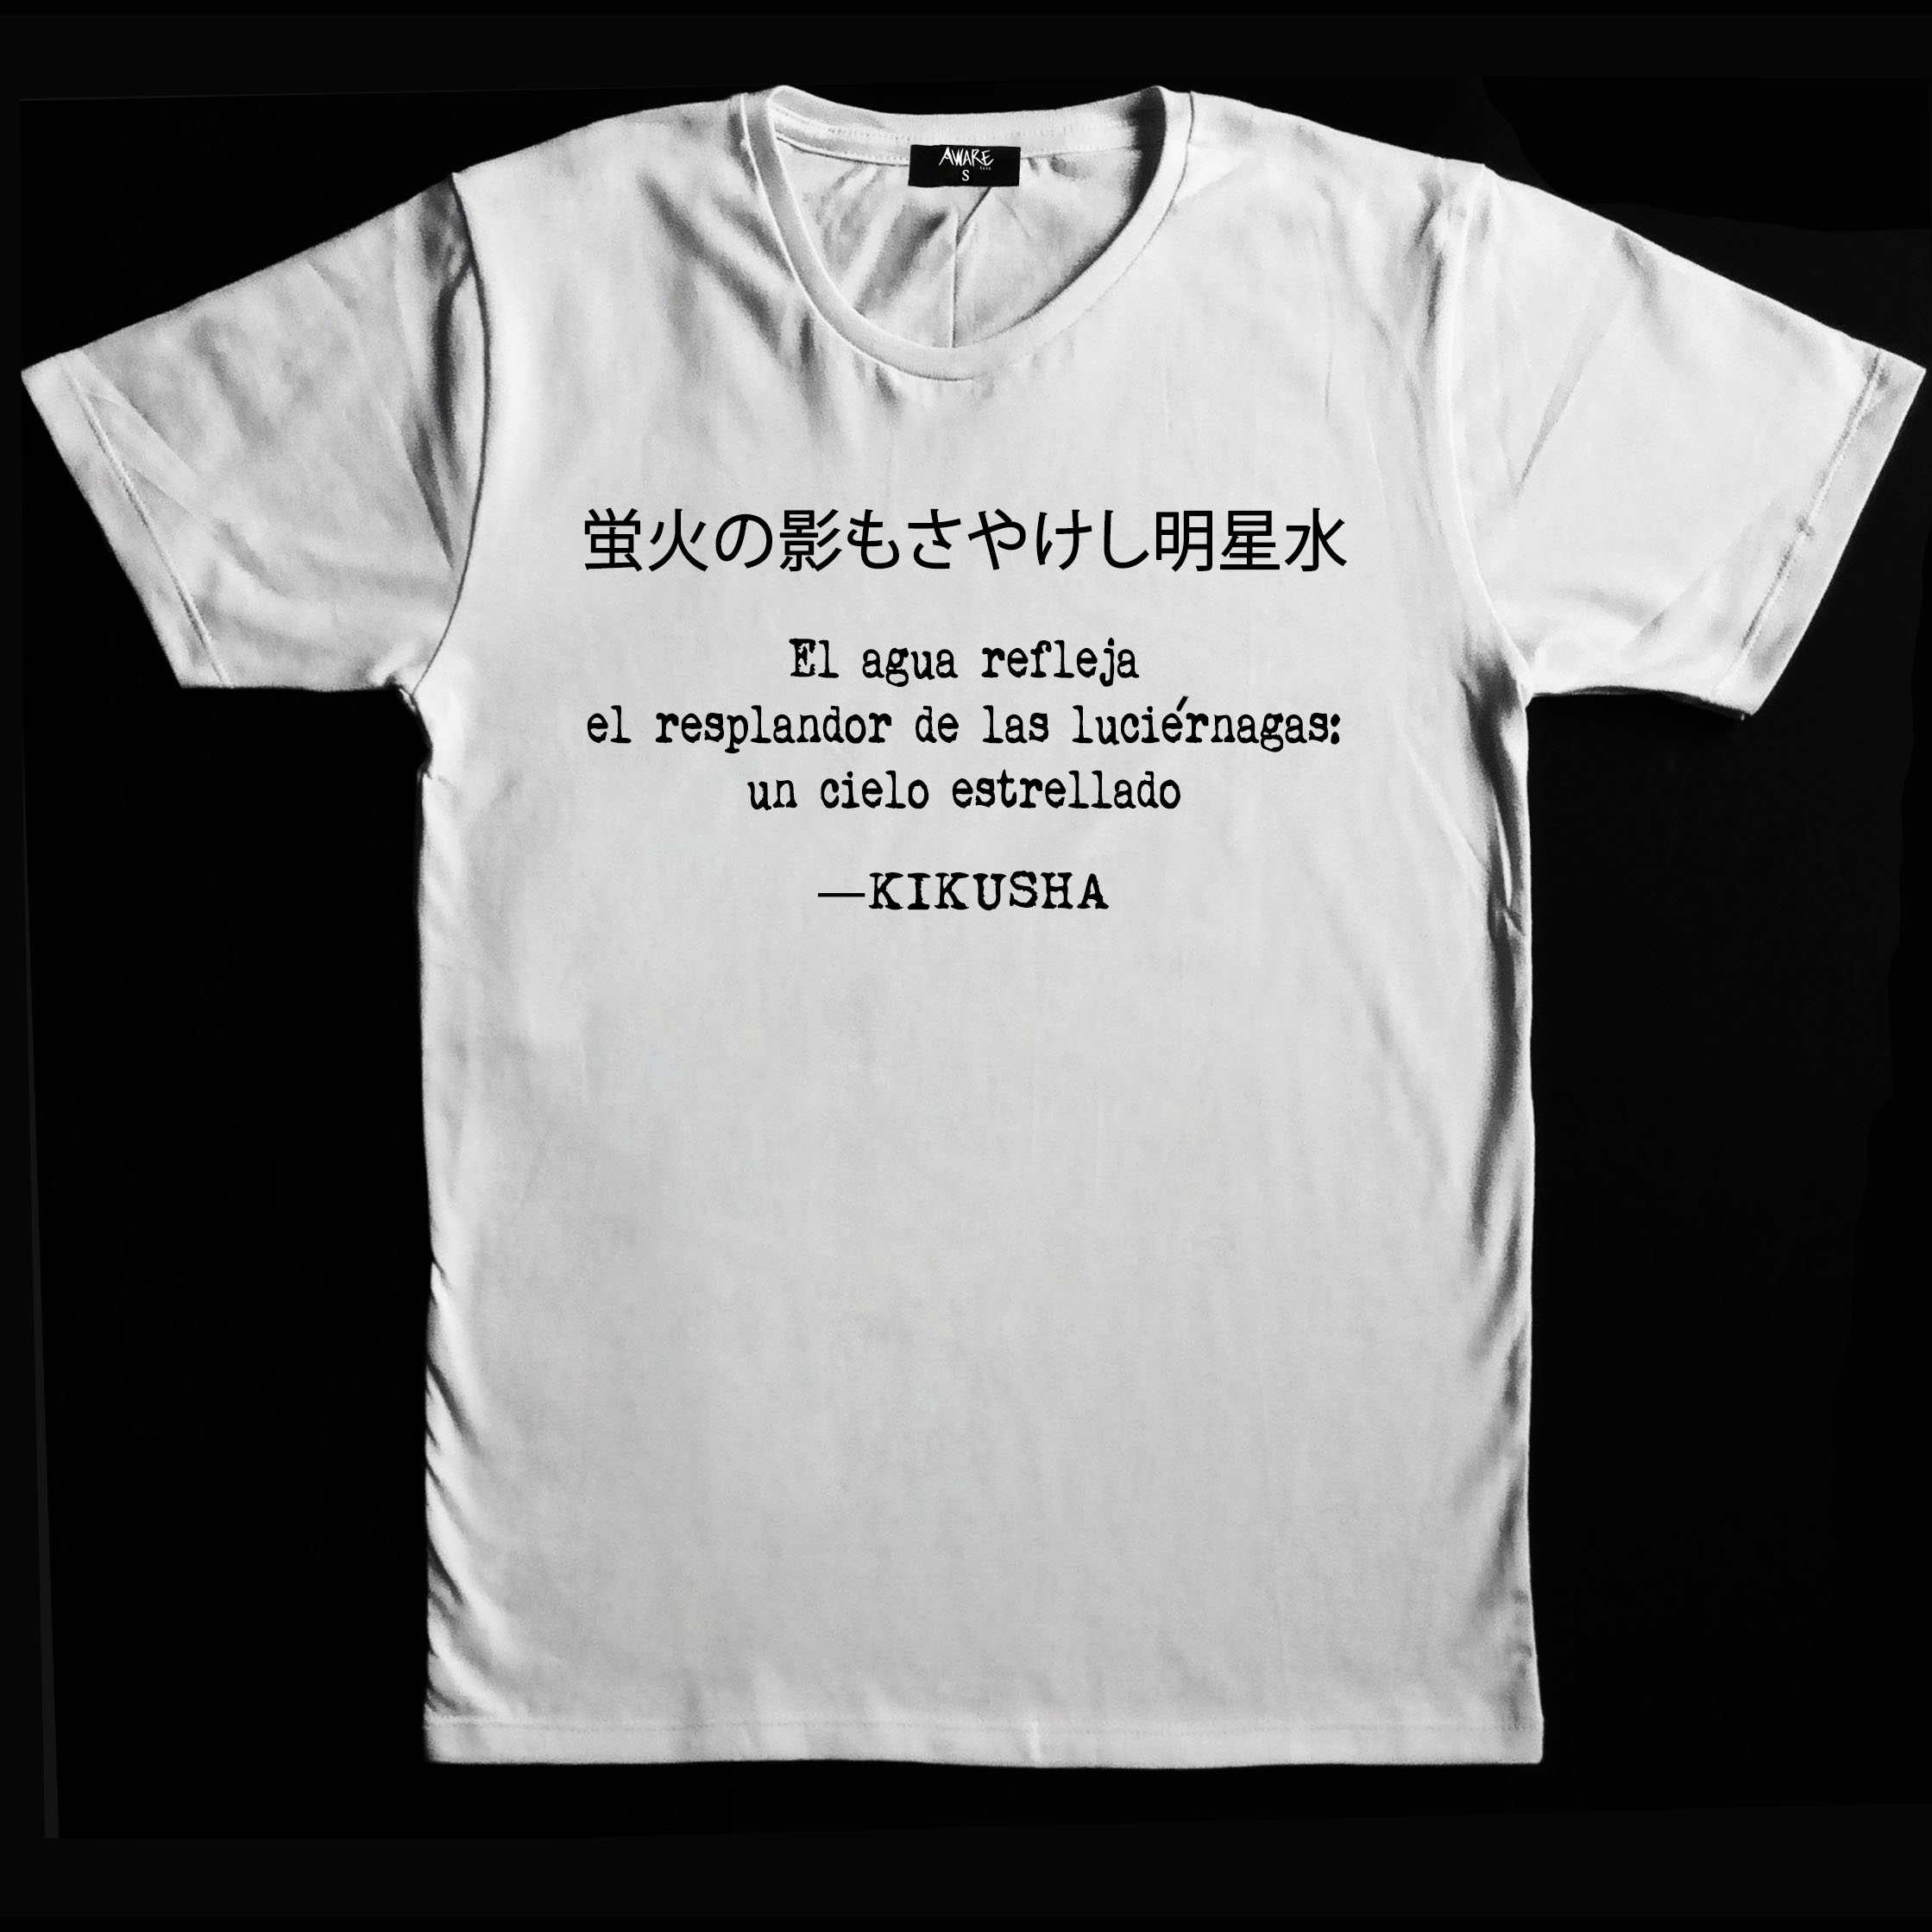 AWARE
S
蛍火の影もさやけし明星水
El agua refleja
el resplandor de las luciérnagas:
un cielo estrellado
—KIKUSHA